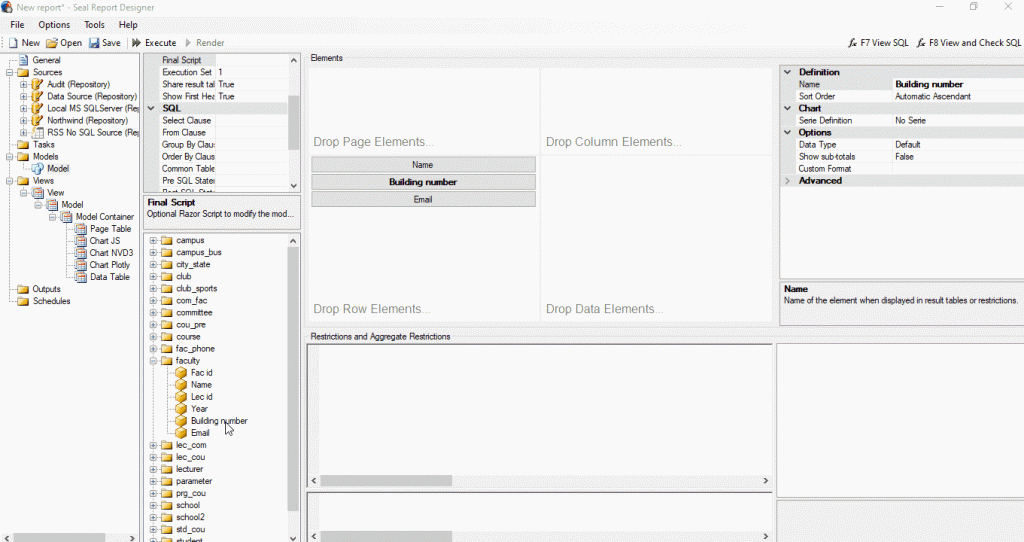 New report* - Seal Report Designer
File Options Tools Help
New Open Save Execute Render
F7 View SQL F8 View and Check SQL
General
Sources
Audit (Repository)
Data Source (Repository)
Local MS SQLServer (Rep
Northwind (Repository)
RSS No SQL Source (Rep
Tasks
Models
Model
Views
View
Model
Model Container
Page Table
Chart JS
Chart NVD3
Chart Plotly
Data Table
Outputs
Schedules
Final Script
Execution Set 1
Share result tal True
Show First Hea True
SQL
Select Clause
From Clause
Group By Claus
Order By Claus
Common Table
Pre SQL Stater
Final Script
Optional Razor Script to modify the mod...
campus
campus_bus
city_state
club
club_sports
com_fac
committee
cou_pre
course
fac_phone
faculty
Fac id
Name
Lec id
Year
Building number
Email
lec_com
lec_cou
lecturer
parameter
prg_cou
school
school2
std_cou
student
Elements
Drop Page Elements...
Drop Column Elements...
Name
Building number
Email
Drop Row Elements...
Drop Data Elements...
Restrictions and Aggregate Restrictions
Definition
Name Building number
Sort Order Automatic Ascendant
Chart
Serie Definition No Serie
Options
Data Type Default
Show sub-totals False
Custom Format
Advanced
Name
Name of the element when displayed in result tables or restrictions.